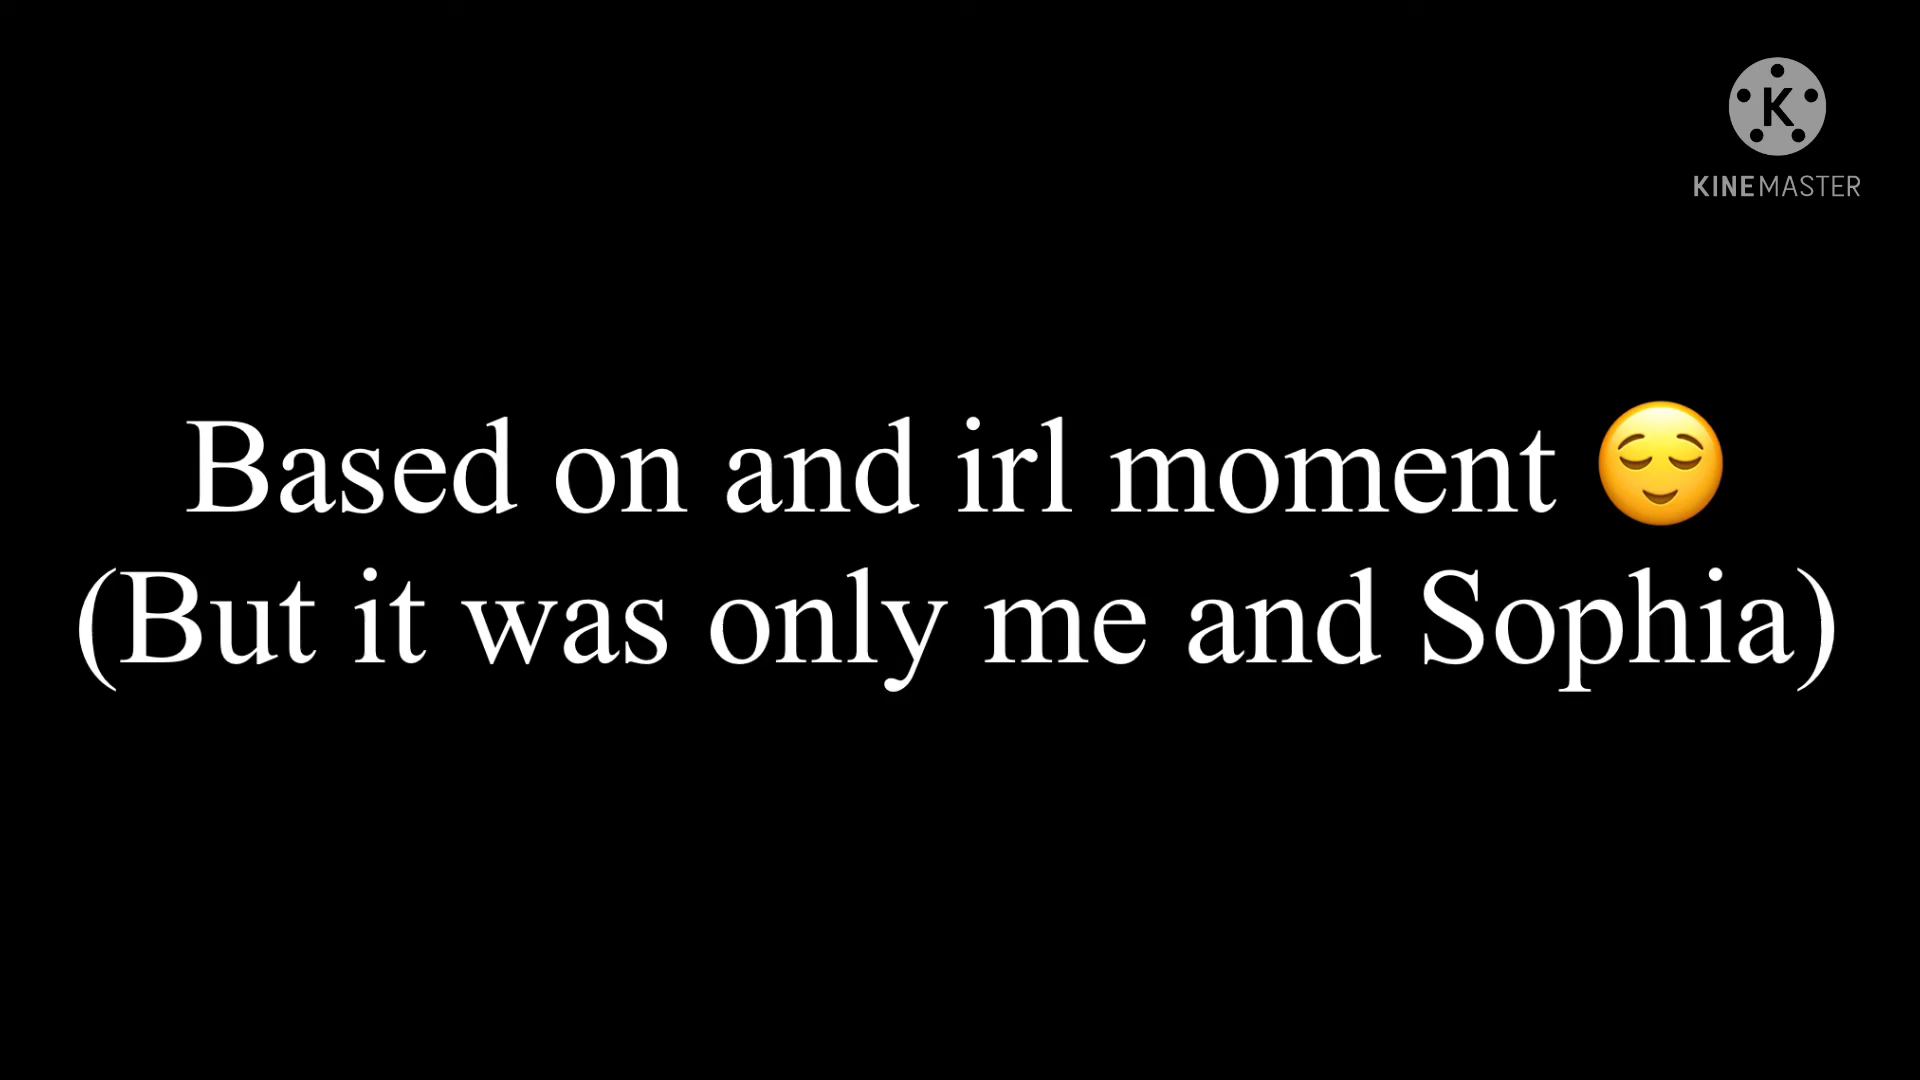 K
KINEMASTER
Based on and irl moment 😌
(But it was only me and Sophia)